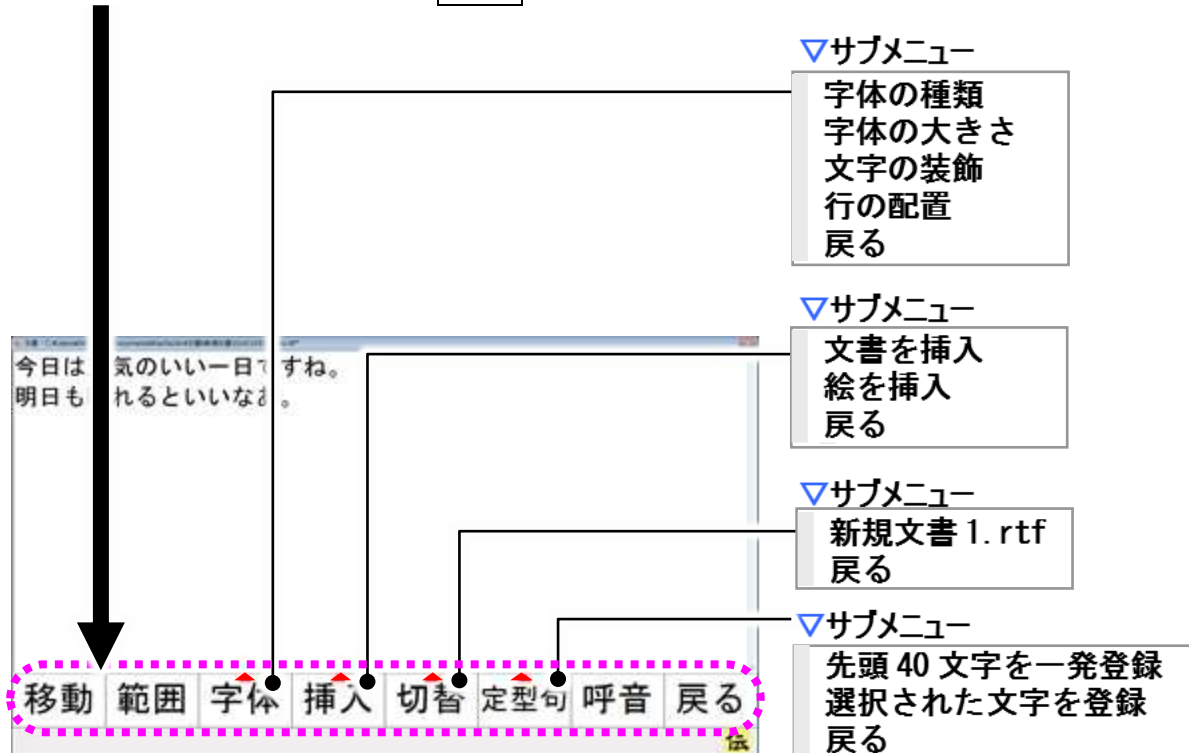 ▽サブメニュー
字体の種類
字体の大きさ
文字の装飾
行の配置
戻る
▽サブメニュー
文書を挿入
絵を挿入
戻る
今日は 気のいい一日で すね。
明日も れるといいなあ。
▽サブメニュー
新規文書1.rtf
戻る
▽サブメニュー
先頭 40 文字を一発登録
選択された文字を登録
戻る
移動 範囲 字体 挿入 切替 定型句 呼音 戻る
伝